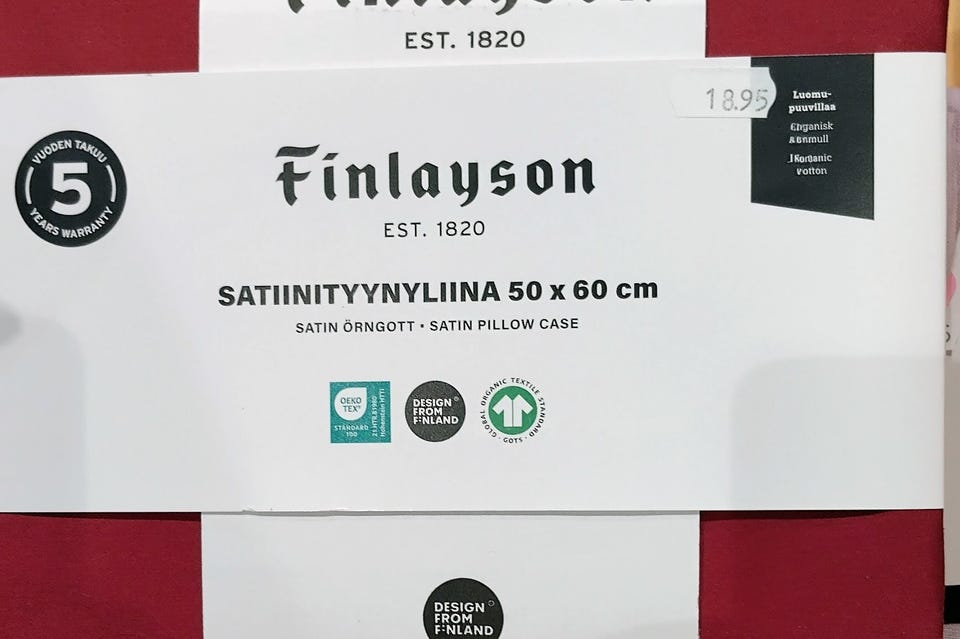 Finlayson
EST. 1820
18.95
Luomu-
puuvillaa
VUODEN TAKUU
5
YEARS WARRANTY
Finlayson
EST. 1820
SATIINITYYNYLIINA 50 x 60 cm
SATIN ÖRNGOTT • SATIN PILLOW CASE
OEKO
TEX®
STANDARD
100
Hohenstein HTTI
DESIGN
FROM
FINLAND
GLOBAL ORGANIC TEXTILE STANDARD
· GOTS ·
DESIGN
FROM
FINLAND